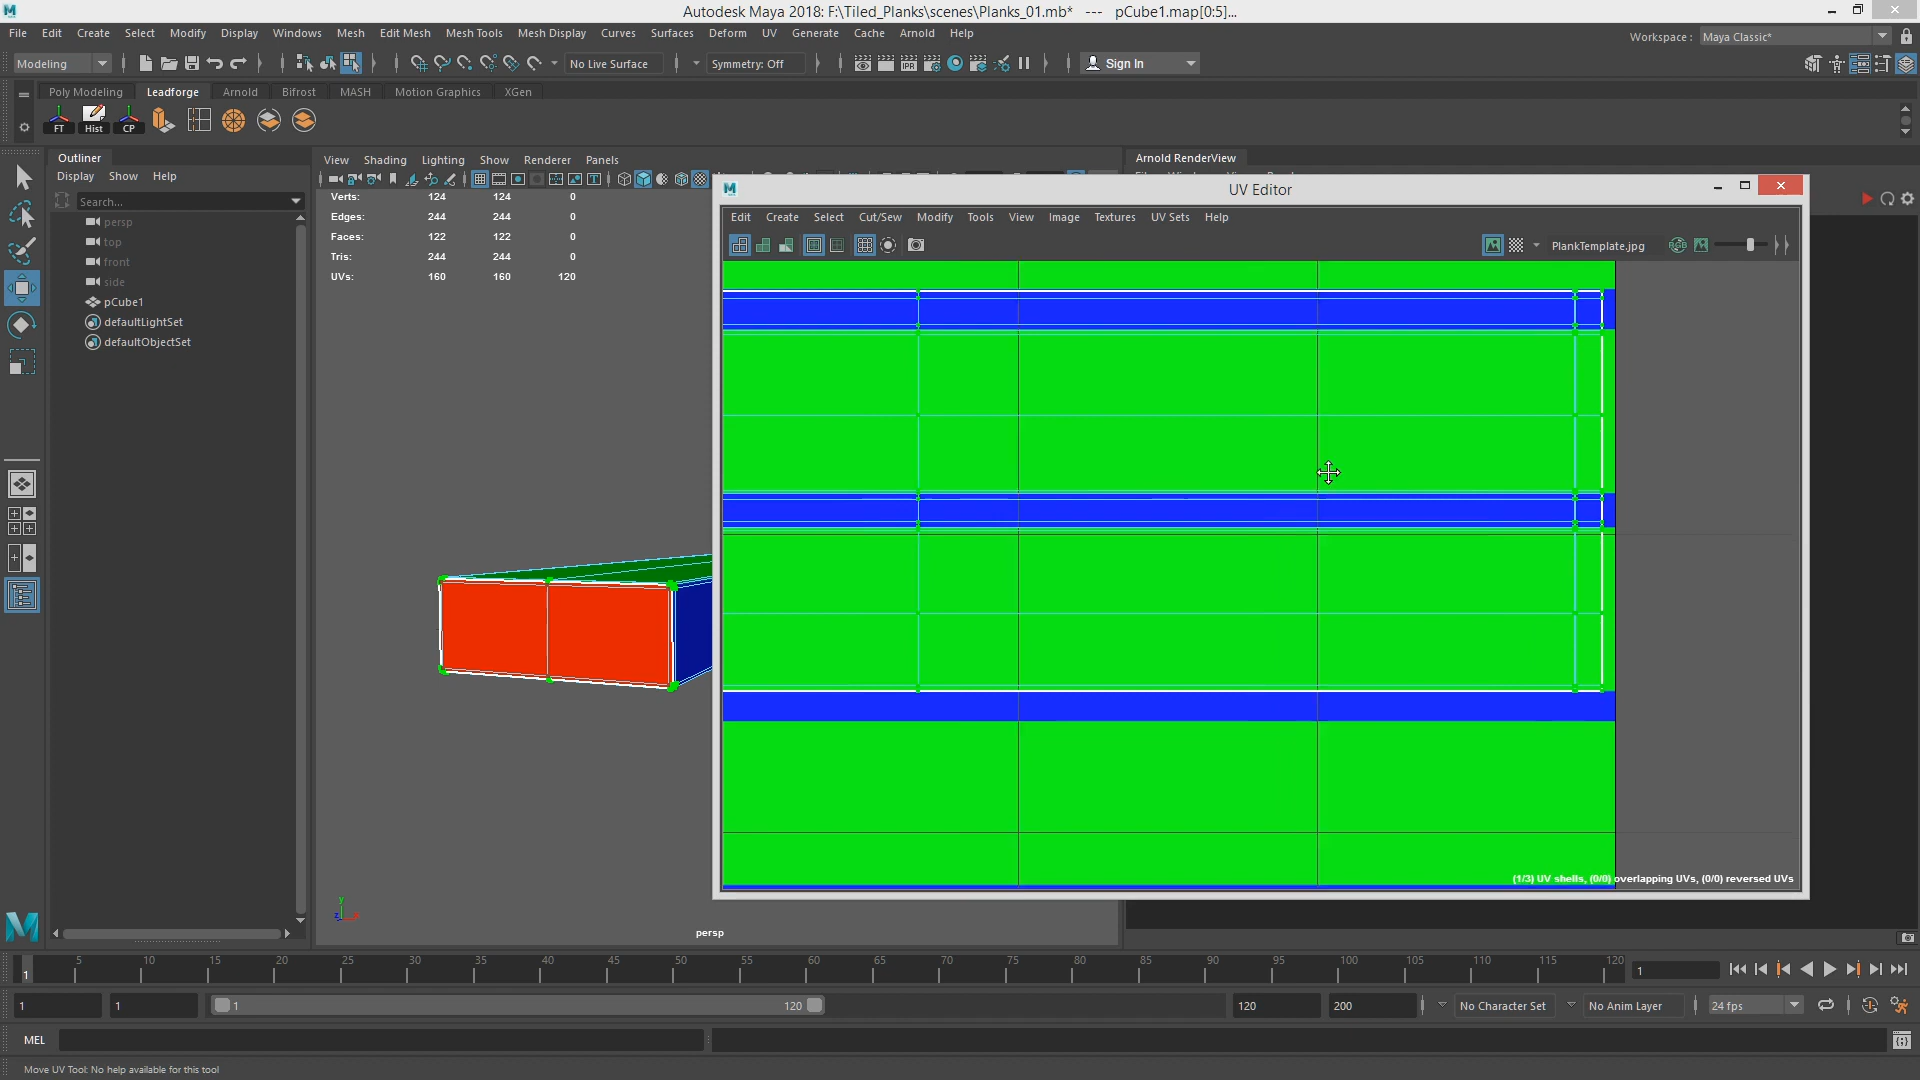 Autodesk Maya 2018: F:\Tiled_Planks\scenes\Planks_01.mb* --- pCube1.map[0:5]...
File Edit Create Select Modify Display Windows Mesh Edit Mesh Mesh Tools Mesh Display Curves Surfaces Deform UV Generate Cache Arnold Help
Workspace : Maya Classic*
Modeling No Live Surface Symmetry: Off Sign In
Poly Modeling Leadforge Arnold Bifrost MASH Motion Graphics XGen
FT Hist CP
Outliner
Display Show Help
Search...
persp
top
front
side
pCube1
defaultLightSet
defaultObjectSet
View Shading Lighting Show Renderer Panels
Verts: 124 124 0
Edges: 244 244 0
Faces: 122 122 0
Tris: 244 244 0
UVs: 160 160 120
Arnold RenderView
UV Editor
Edit Create Select Cut/Sew Modify Tools View Image Textures UV Sets Help
PlankTemplate.jpg
(1/3) UV shells, (0/0) overlapping UVs, (0/0) reversed UVs
y
persp
1 5 10 15 20 25 30 35 40 45 50 55 60 65 70 75 80 85 90 95 100 105 110 115 120 1
1 1 1 120 120 200 No Character Set No Anim Layer 24 fps
MEL
Move UV Tool: No help available for this tool